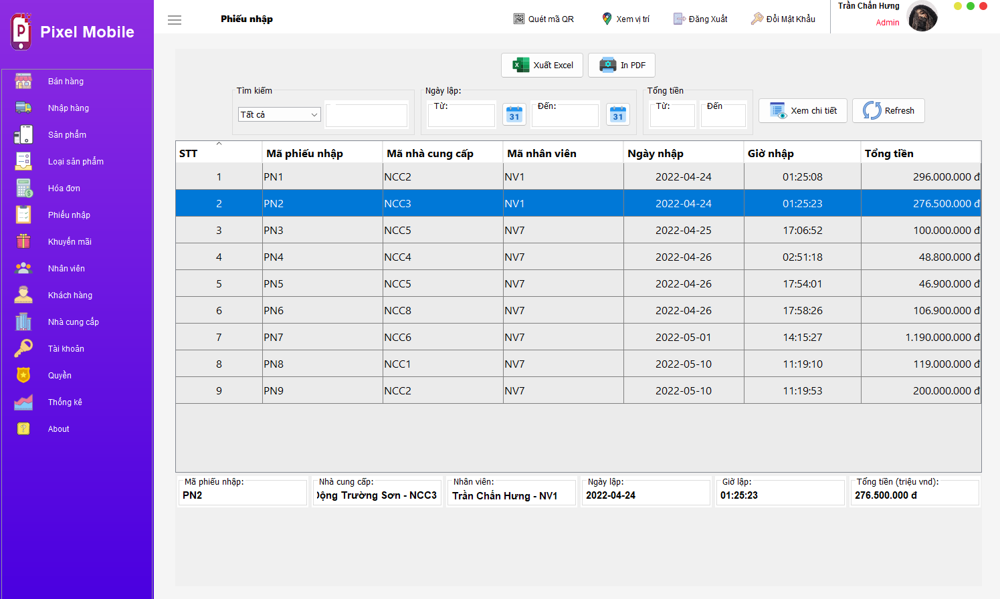 Pixel Mobile
Bán hàng
Nhập hàng
Sản phẩm
Loại sản phẩm
Hóa đơn
Phiếu nhập
Khuyến mãi
Nhân viên
Khách hàng
Nhà cung cấp
Tài khoản
Quyền
Thống kê
About
Phiếu nhập
Quét mã QR
Xem vị trí
Đăng Xuất
Đổi Mật Khẩu
Trần Chấn Hưng
Admin
Xuất Excel
In PDF
Tìm kiếm
Tất cả
Ngày lập:
Từ:
31
Đến:
31
Tổng tiền
Từ:
Đến
Xem chi tiết
Refresh
STT Mã phiếu nhập Mã nhà cung cấp Mã nhân viên Ngày nhập Giờ nhập Tổng tiền
1 PN1 NCC2 NV1 2022-04-24 01:25:08 296.000.000 đ
2 PN2 NCC3 NV1 2022-04-24 01:25:23 276.500.000 đ
3 PN3 NCC5 NV7 2022-04-25 17:06:52 100.000.000 đ
4 PN4 NCC4 NV7 2022-04-26 02:51:18 48.800.000 đ
5 PN5 NCC5 NV7 2022-04-26 17:54:01 46.900.000 đ
6 PN6 NCC8 NV7 2022-04-26 17:58:26 106.900.000 đ
7 PN7 NCC6 NV7 2022-05-01 14:15:27 1.190.000.000 đ
8 PN8 NCC1 NV7 2022-05-10 11:19:10 119.000.000 đ
9 PN9 NCC2 NV7 2022-05-10 11:19:53 200.000.000 đ
Mã phiếu nhập:
PN2
Nhà cung cấp:
Động Trường Sơn - NCC3
Nhân viên:
Trần Chấn Hưng - NV1
Ngày lập:
2022-04-24
Giờ lập:
01:25:23
Tổng tiền (triệu vnd):
276.500.000 đ